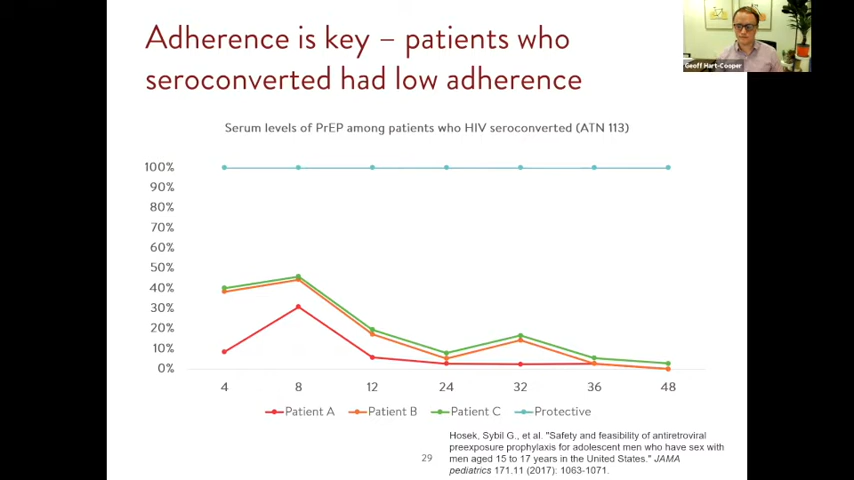 Adherence is key – patients who
seroconverted had low adherence
Geoff Hart-Cooper
Serum levels of PrEP among patients who HIV seroconverted (ATN 113)
100%
90%
80%
70%
60%
50%
40%
30%
20%
10%
0%
4 8 12 24 32 36 48
Patient A Patient B Patient C Protective
Hosek, Sybil G., et al. "Safety and feasibility of antiretroviral
preexposure prophylaxis for adolescent men who have sex with
men aged 15 to 17 years in the United States." JAMA
pediatrics 171.11 (2017): 1063-1071.
29